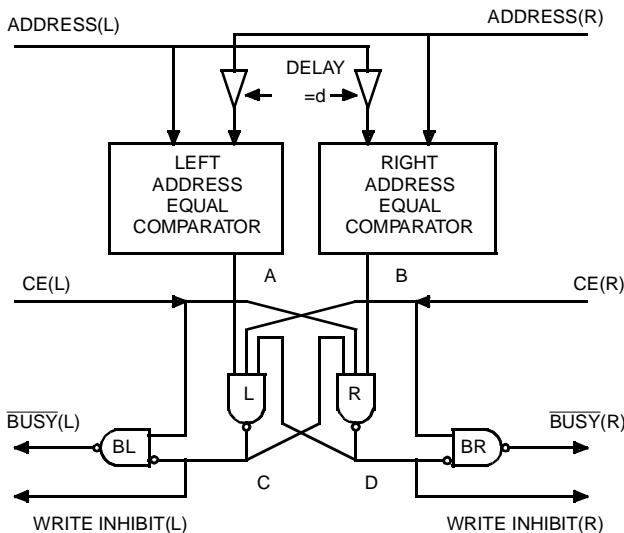 ADDRESS(L)
ADDRESS(R)
DELAY
=d
LEFT
ADDRESS
EQUAL
COMPARATOR
RIGHT
ADDRESS
EQUAL
COMPARATOR
A
B
CE(L)
CE(R)
L
R
BUSY(L)
BL
BR
BUSY(R)
C
D
WRITE INHIBIT(L)
WRITE INHIBIT(R)